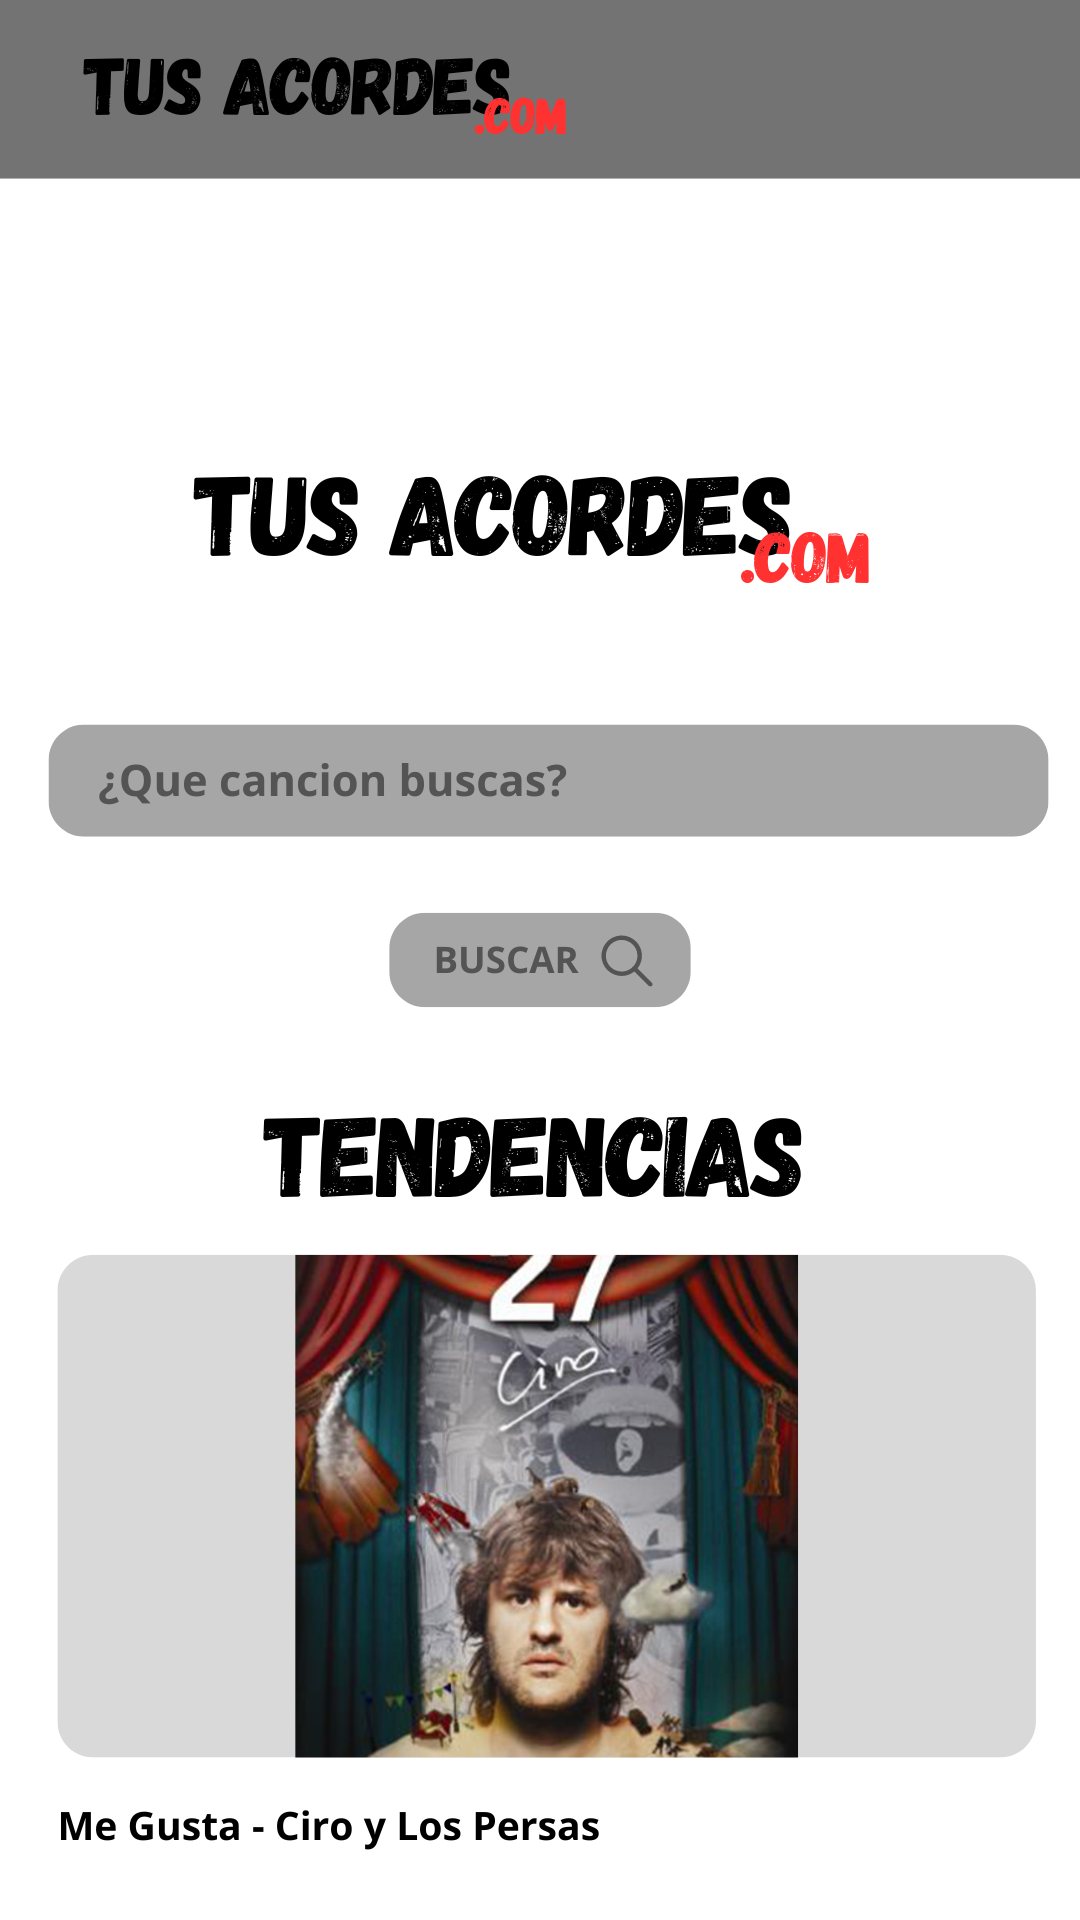 TUS ACORDES
.COM
TUS ACORDES
.COM
¿Que cancion buscas?
BUSCAR
TENDENCIAS
27
Ciro
Me Gusta - Ciro y Los Persas